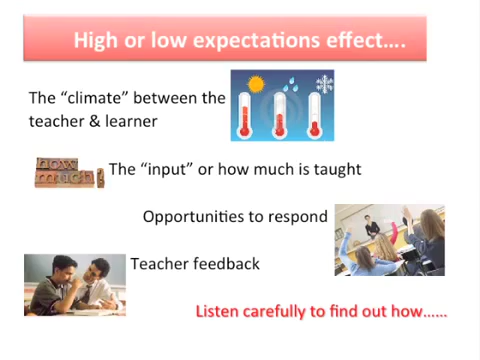 High or low expectations effect....
The “climate” between the
teacher & learner
how
much?
The “input” or how much is taught
Opportunities to respond
Teacher feedback
Listen carefully to find out how......